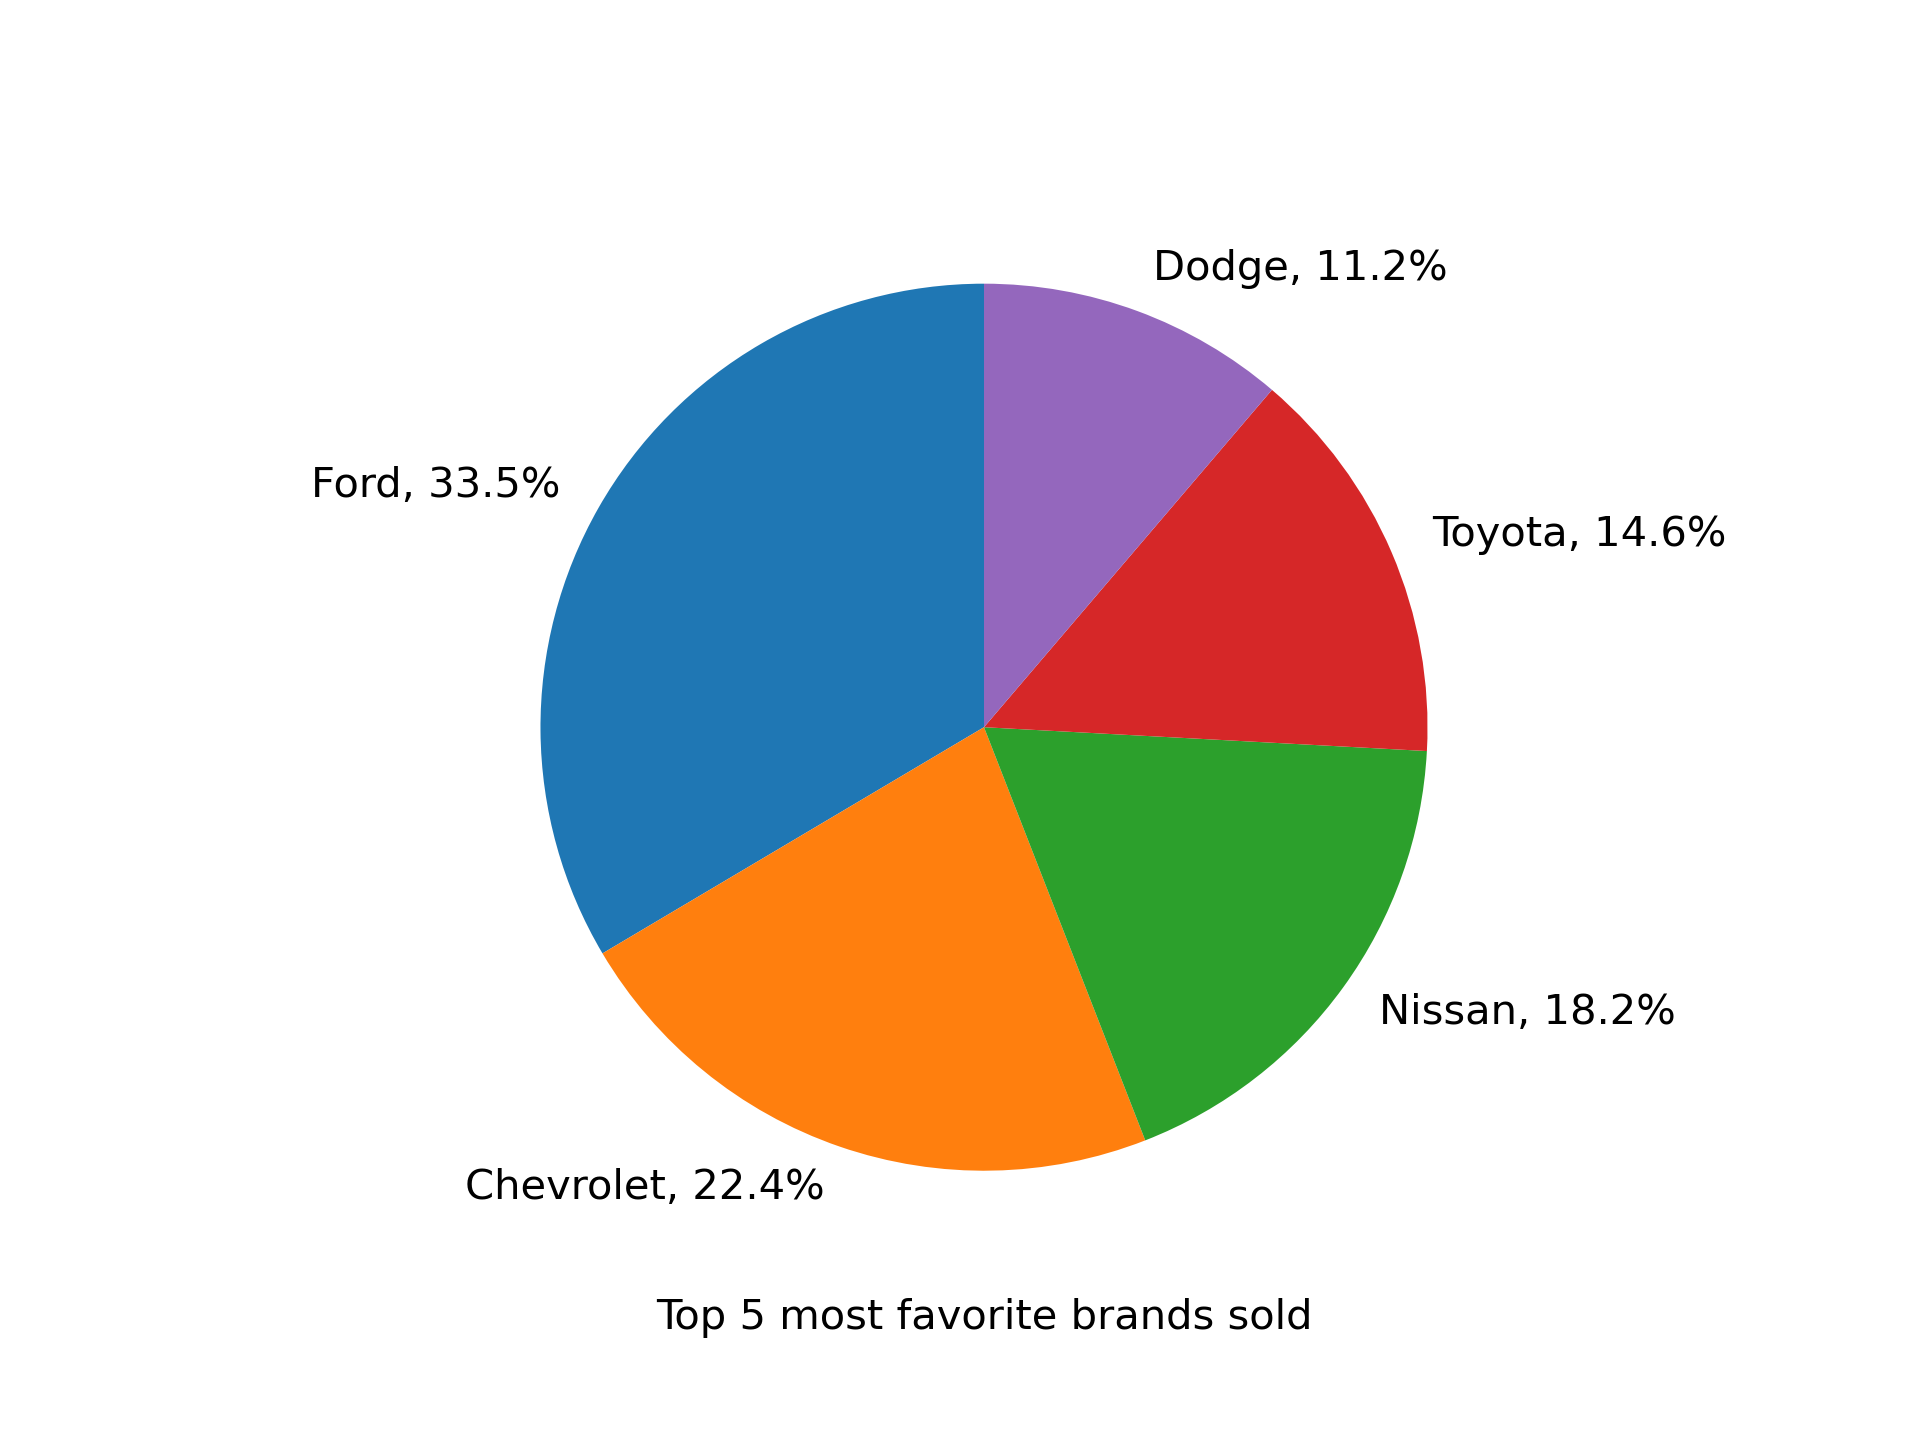 Dodge, 11.2%
Ford, 33.5%
Toyota, 14.6%
Nissan, 18.2%
Chevrolet, 22.4%
Top 5 most favorite brands sold